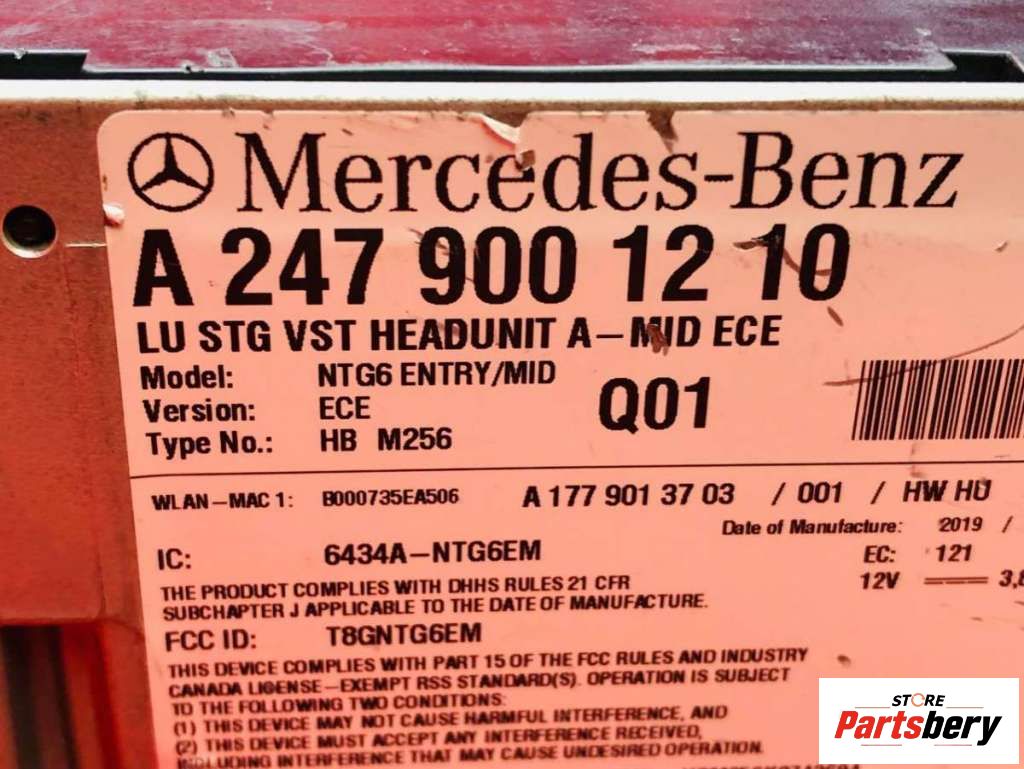 Mercedes-Benz
A 247 900 12 10
LU STG VST HEADUNIT A-MID ECE
Model: NTG6 ENTRY/MID
Version: ECE Q01
Type No.: HB M256
WLAN-MAC 1: B000735EA506 A 177 901 37 03 / 001 / HW HU
Date of Manufacture: 2019 /
IC: 6434A-NTG6EM EC: 121
12V 3,
THE PRODUCT COMPLIES WITH DHHS RULES 21 CFR
SUBCHAPTER J APPLICABLE TO THE DATE OF MANUFACTURE.
FCC ID: T8GNTG6EM
THIS DEVICE COMPLIES WITH PART 15 OF THE FCC RULES AND INDUSTRY
CANADA LICENSE-EXEMPT RSS STANDARD(S). OPERATION IS SUBJECT
TO THE FOLLOWING TWO CONDITIONS:
(1) THIS DEVICE MAY NOT CAUSE HARMFUL INTERFERENCE, AND
(2) THIS DEVICE MUST ACCEPT ANY INTERFERENCE RECEIVED,
INCLUDING INTERFERENCE THAT MAY CAUSE UNDESIRED OPERATION.
STORE
Partsbery